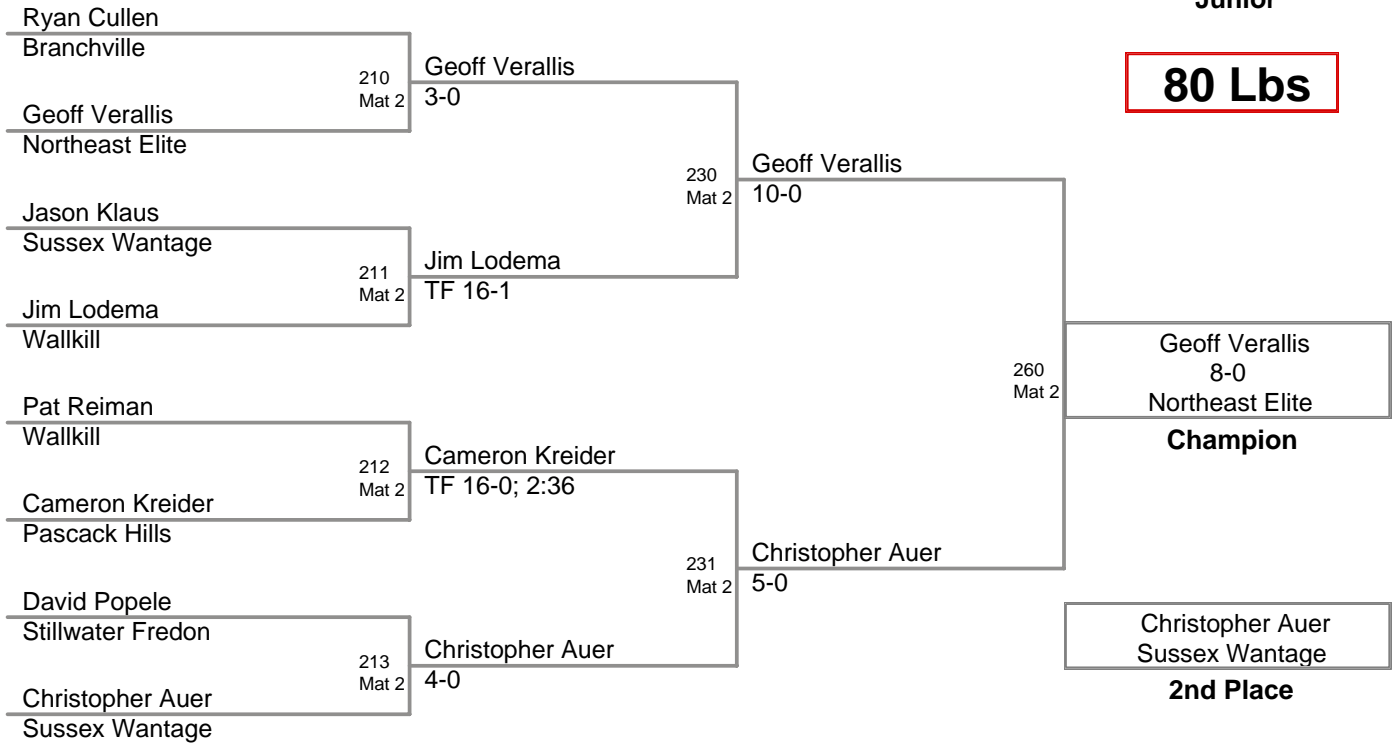 Junior
80 Lbs
Ryan Cullen
Branchville
210
Mat 2
Geoff Verallis
Northeast Elite
Geoff Verallis
3-0
Jason Klaus
Sussex Wantage
211
Mat 2
Jim Lodema
Wallkill
Jim Lodema
TF 16-1
230
Mat 2
Geoff Verallis
10-0
Pat Reiman
Wallkill
212
Mat 2
Cameron Kreider
Pascack Hills
Cameron Kreider
TF 16-0; 2:36
David Popele
Stillwater Fredon
213
Mat 2
Christopher Auer
Sussex Wantage
Christopher Auer
4-0
231
Mat 2
Christopher Auer
5-0
260
Mat 2
Geoff Verallis
8-0
Northeast Elite
Champion
Christopher Auer
Sussex Wantage
2nd Place